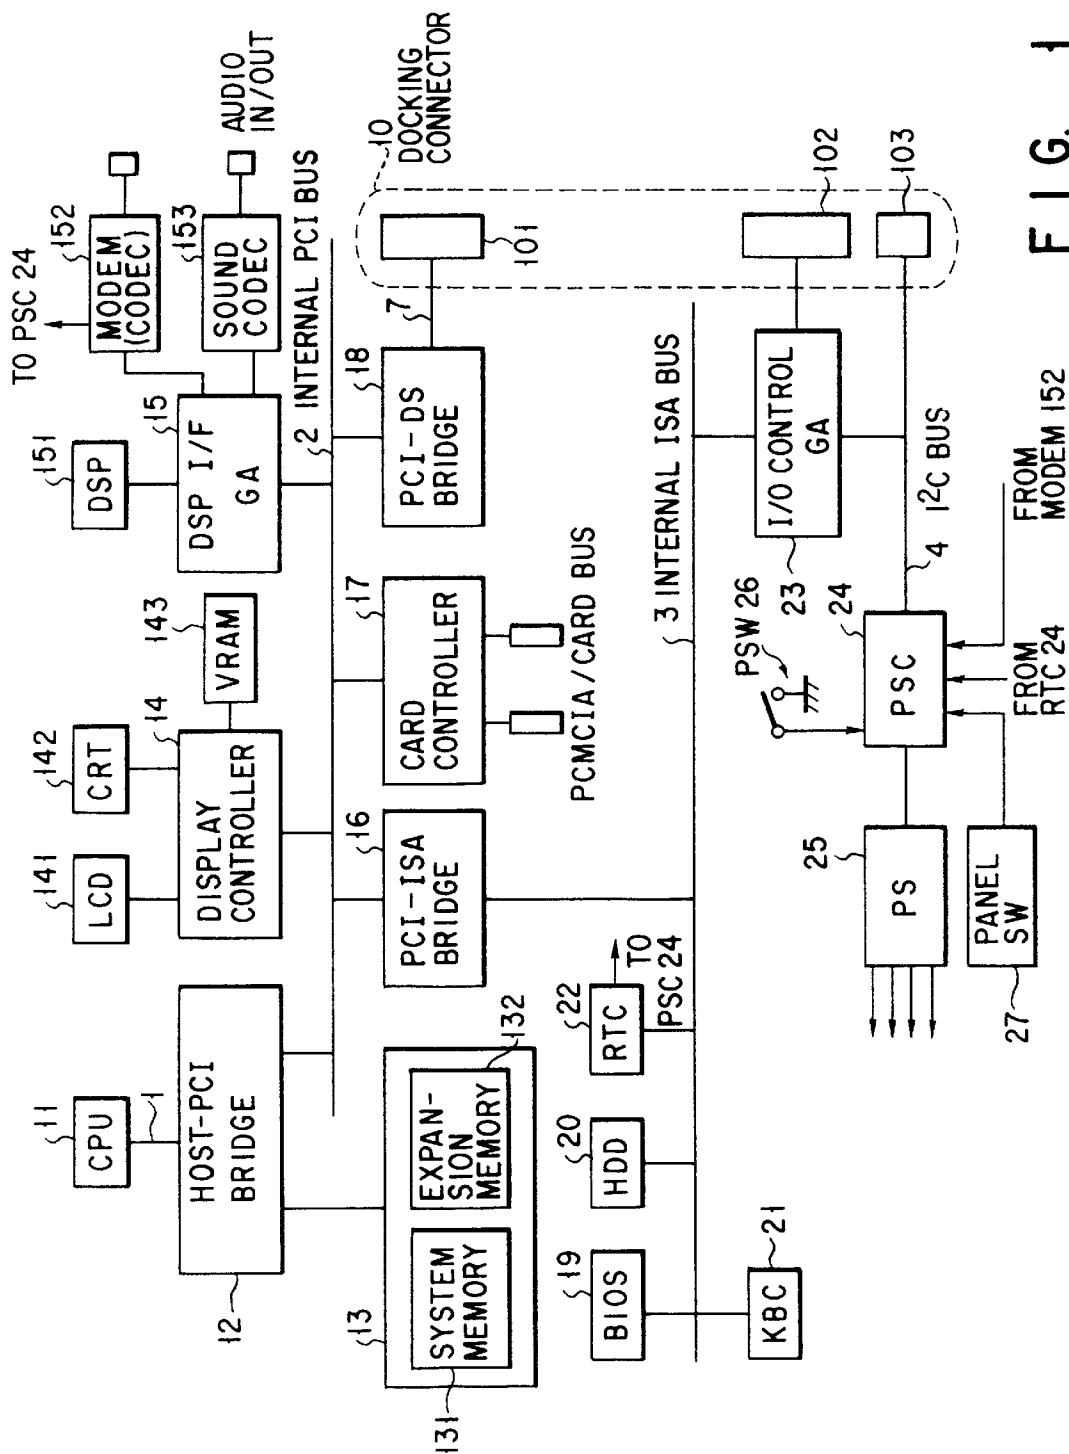 11
CPU
1
HOST-PCI
BRIDGE
12
141
LCD
142
CRT
14
DISPLAY
CONTROLLER
143
VRAM
151
DSP
15
DSP I/F
GA
TO PSC 24
152
MODEM
(CODEC)
153
SOUND
CODEC
AUDIO
IN/OUT
2 INTERNAL PCI BUS
13
131
SYSTEM
MEMORY
EXPAN-
SION
MEMORY
132
16
PCI-ISA
BRIDGE
17
CARD
CONTROLLER
PCMCIA/CARD BUS
18
PCI-DS
BRIDGE
7
101
10
DOCKING
CONNECTOR
19
BIOS
20
HDD
22
RTC
TO
PSC 24
21
KBC
3 INTERNAL ISA BUS
I/O CONTROL
GA
23
102
103
PSW 26
24
PSC
4
I²C BUS
25
PS
PANEL
SW
27
FROM
RTC 24
FROM
MODEM 152
FIG. 1